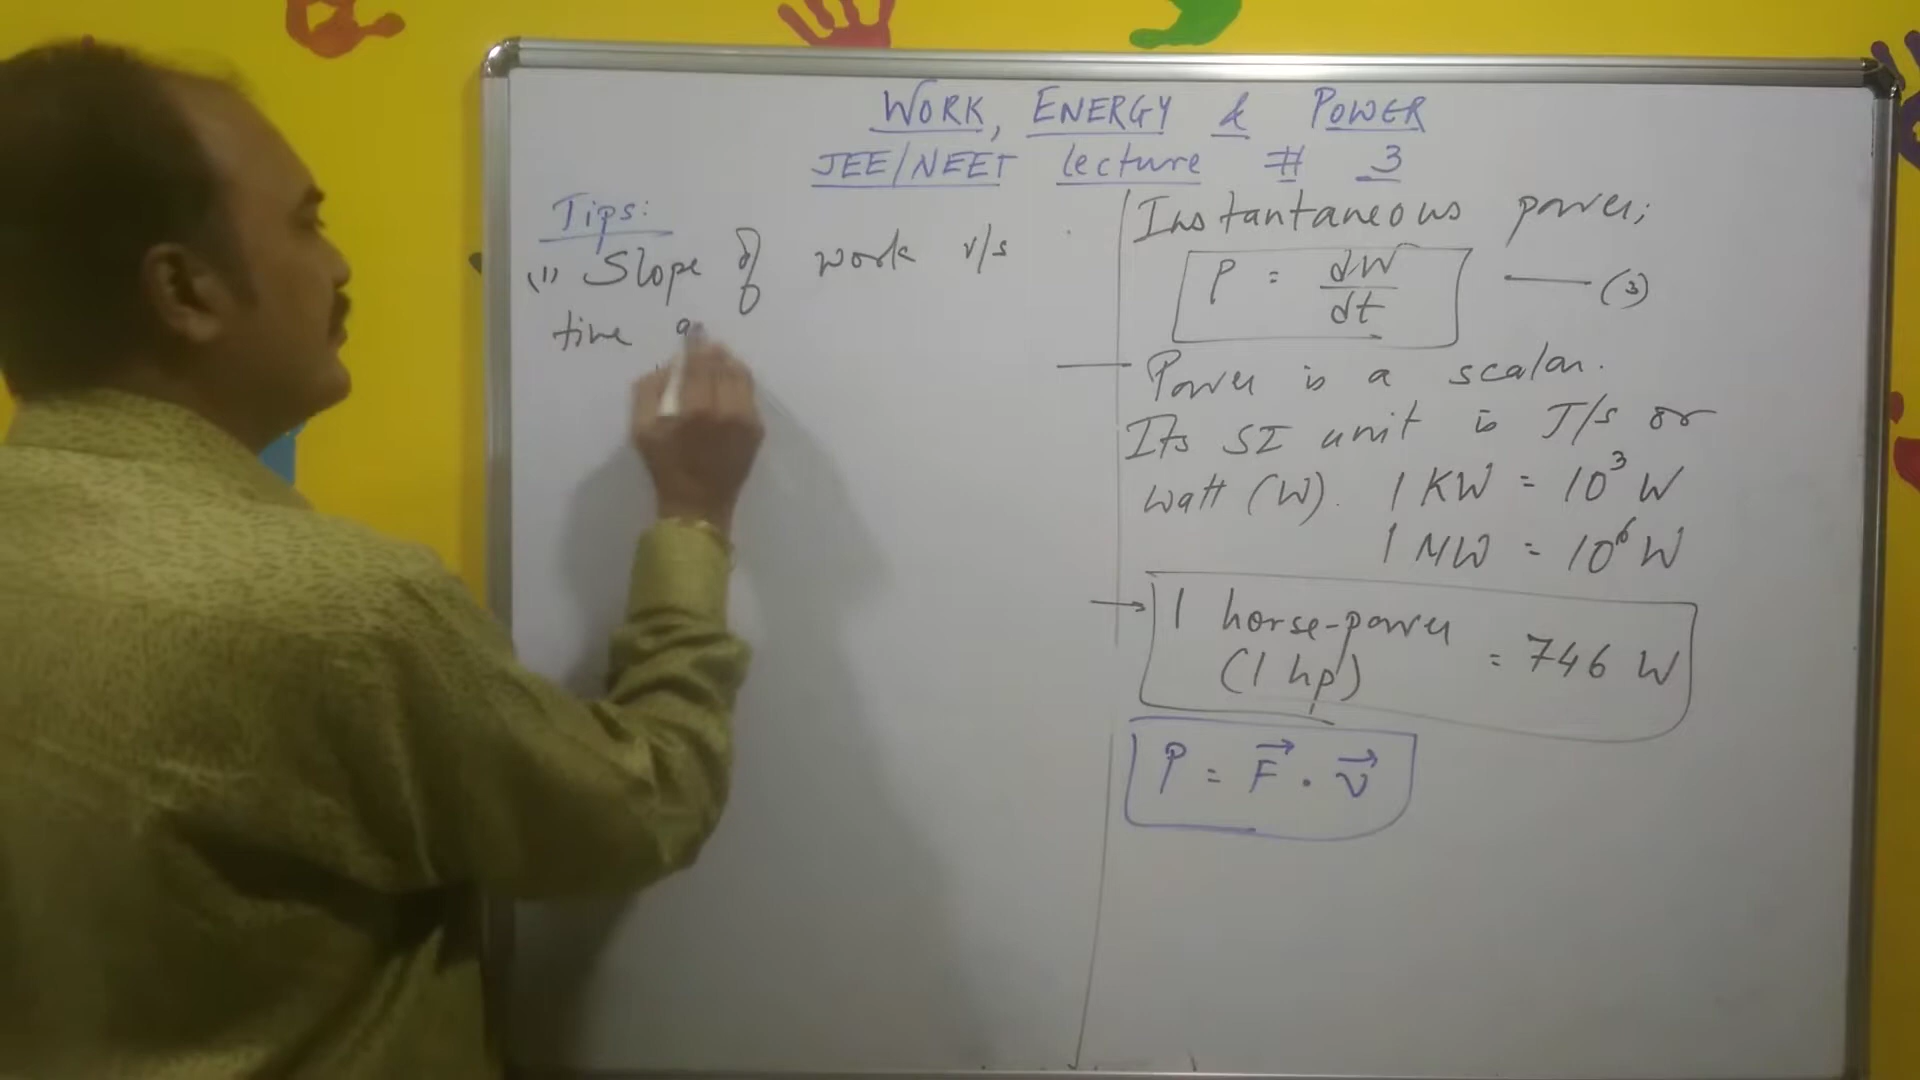 WORK, ENERGY & POWER
JEE/NEET lecture # 3
Tips:
(1) Slope of work v/s
time g
Instantaneous power;
P = dW/dt —— (3)
Power is a scalar.
Its SI unit is J/s or
watt (W). 1 KW = 10³ W
1 MW = 10⁶ W
→ 1 horse-power
(1 hp) = 746 W
P = F⃗ . v⃗